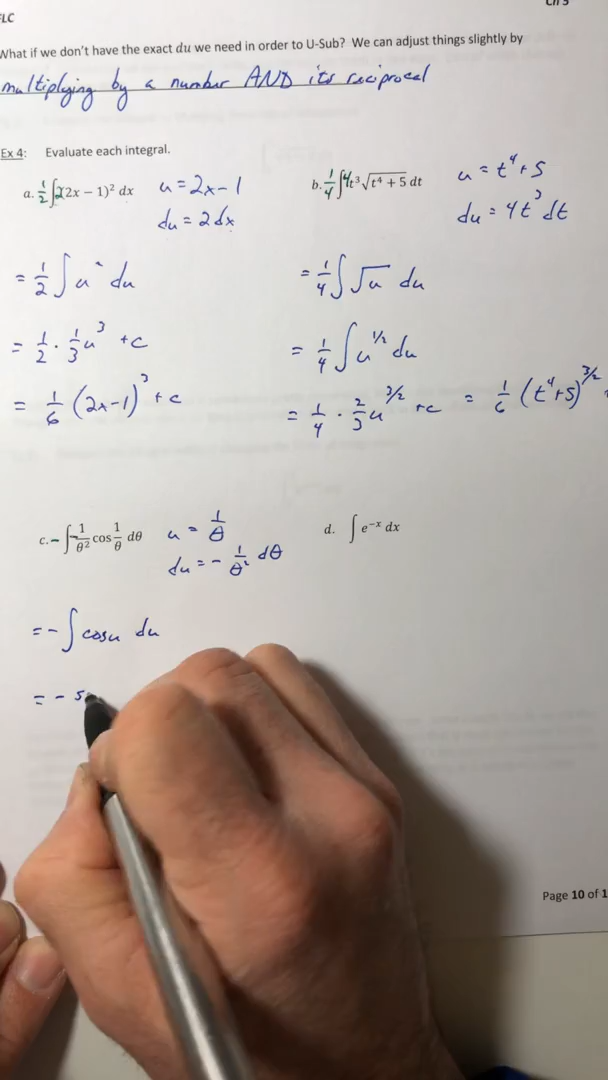 FLC
Ch 5
What if we don't have the exact du we need in order to U-Sub? We can adjust things slightly by
multiplying by a number AND its reciprocal
Ex 4: Evaluate each integral.
a. 1/2 ∫ 2(2x − 1)² dx
u = 2x - 1
du = 2dx
= 1/2 ∫ u² du
= 1/2 · 1/3 u³ + c
= 1/6 (2x-1)³ + c
b. 1/4 ∫ 4t³ √(t⁴ + 5) dt
u = t⁴ + 5
du = 4t³ dt
= 1/4 ∫ √u du
= 1/4 ∫ u^1/2 du
= 1/4 · 2/3 u^3/2 + c = 1/6 (t⁴+5)^3/2
c. - ∫ - 1/θ² cos 1/θ dθ
u = 1/θ
du = - 1/θ² dθ
= - ∫ cos u du
= - s
d. ∫ e⁻ˣ dx
Page 10 of 1